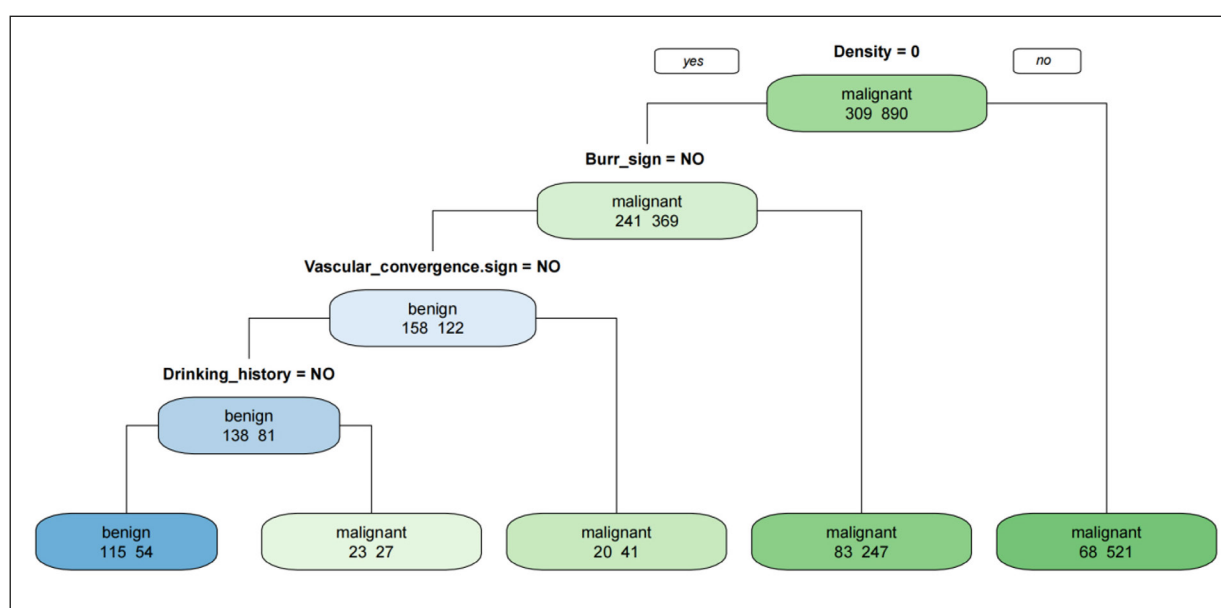 Density = 0
yes
no
malignant
309 890
Burr_sign = NO
malignant
241 369
Vascular_convergence.sign = NO
benign
158 122
Drinking_history = NO
benign
138 81
benign
115 54
malignant
23 27
malignant
20 41
malignant
83 247
malignant
68 521